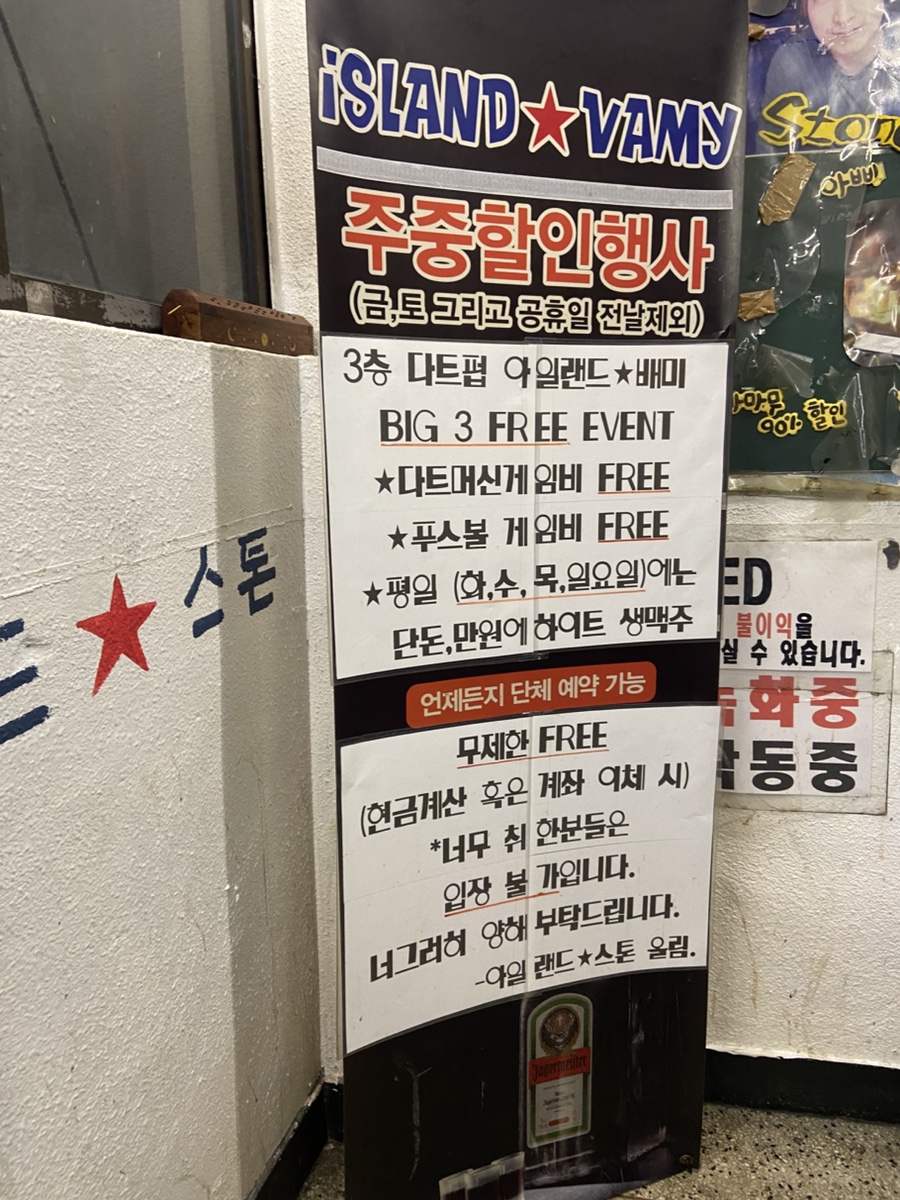 iSLAND★VAMY
주중할인행사
(금,토 그리고 공휴일 전날제외)
3층 다트펍 아일랜드★배미
BIG 3 FREE EVENT
★다트머신게임비 FREE
★푸스볼 게임비 FREE
★평일 (화,수, 목,일요일)에는
단돈,만원에 하이트 생맥주
언제든지 단체 예약 가능
무제한 FREE
(현금계산 혹은 계좌 이체 시)
*너무 취한분들은
입장 불가입니다.
너그러히 양해 부탁드립니다.
-아일랜드★스톤 올림.
Jägermeister
★스톤
아빠
90% 할인
불이익을
실 수 있습니다.
화중
동중